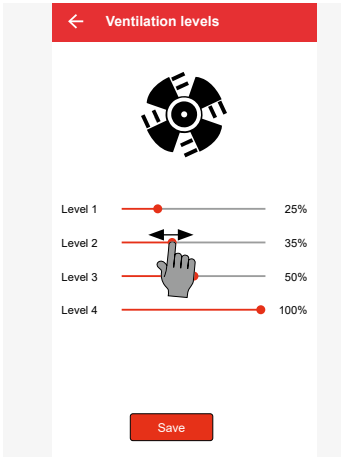 Ventilation levels
Level 1 25%
Level 2 35%
Level 3 50%
Level 4 100%
Save